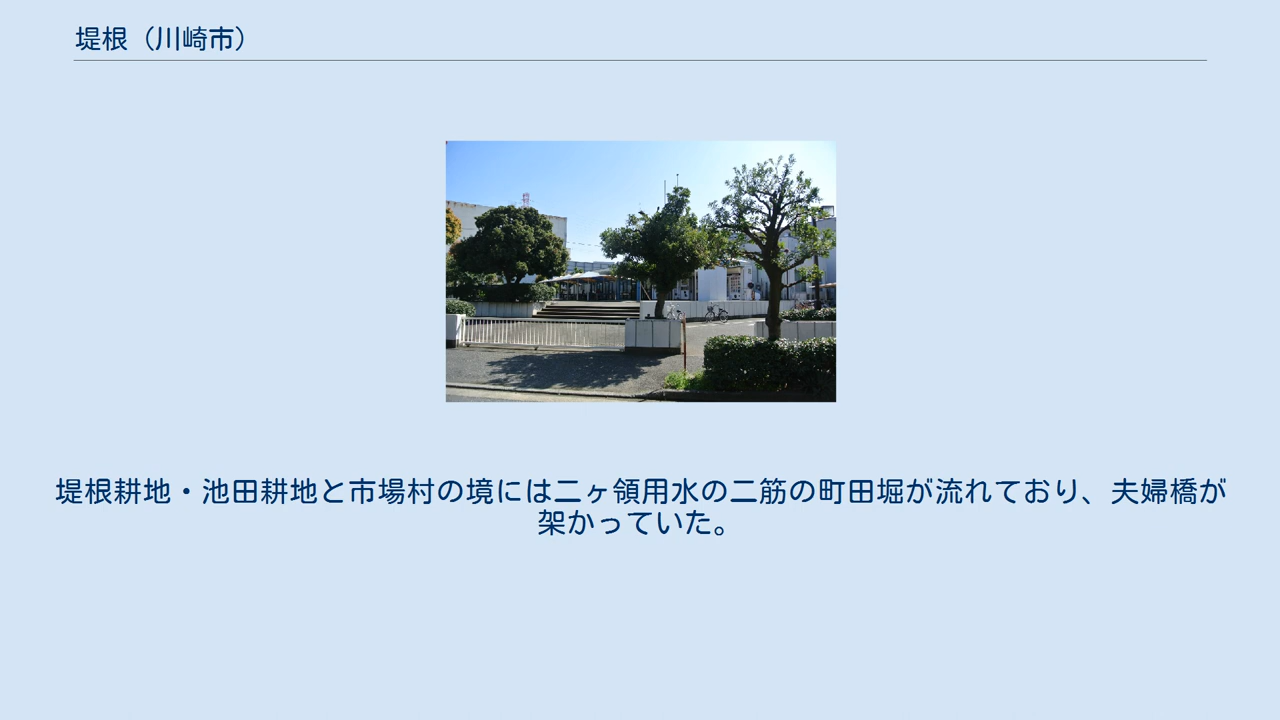 堤根（川崎市）
堤根耕地・池田耕地と市場村の境には二ヶ領用水の二筋の町田堀が流れており、夫婦橋が
架かっていた。